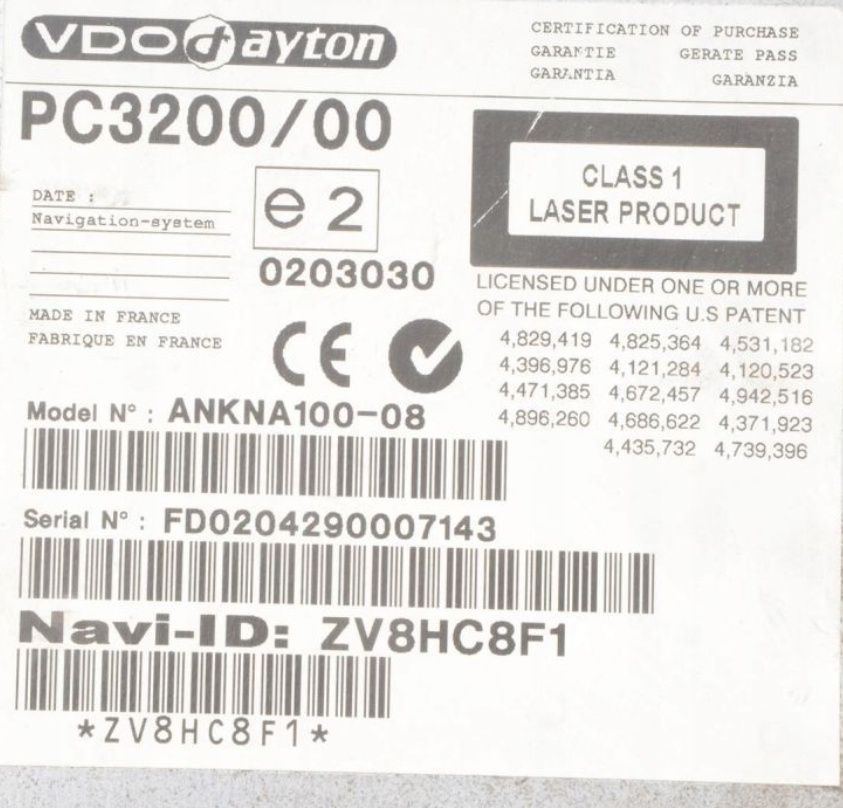 VDO dayton
CERTIFICATION OF PURCHASE
GARANTIE GERATE PASS
GARANTIA GARANZIA
PC3200/00
CLASS 1
LASER PRODUCT
DATE :
Navigation-system
e2
0203030
LICENSED UNDER ONE OR MORE
OF THE FOLLOWING U.S PATENT
4,829,419 4,825,364 4,531,182
4,396,976 4,121,284 4,120,523
4,471,385 4,672,457 4,942,516
4,896,260 4,686,622 4,371,923
4,435,732 4,739,396
MADE IN FRANCE
FABRIQUE EN FRANCE
CE
Model N° : ANKNA100-08
Serial N° : FD0204290007143
Navi-ID: ZV8HC8F1
*ZV8HC8F1*